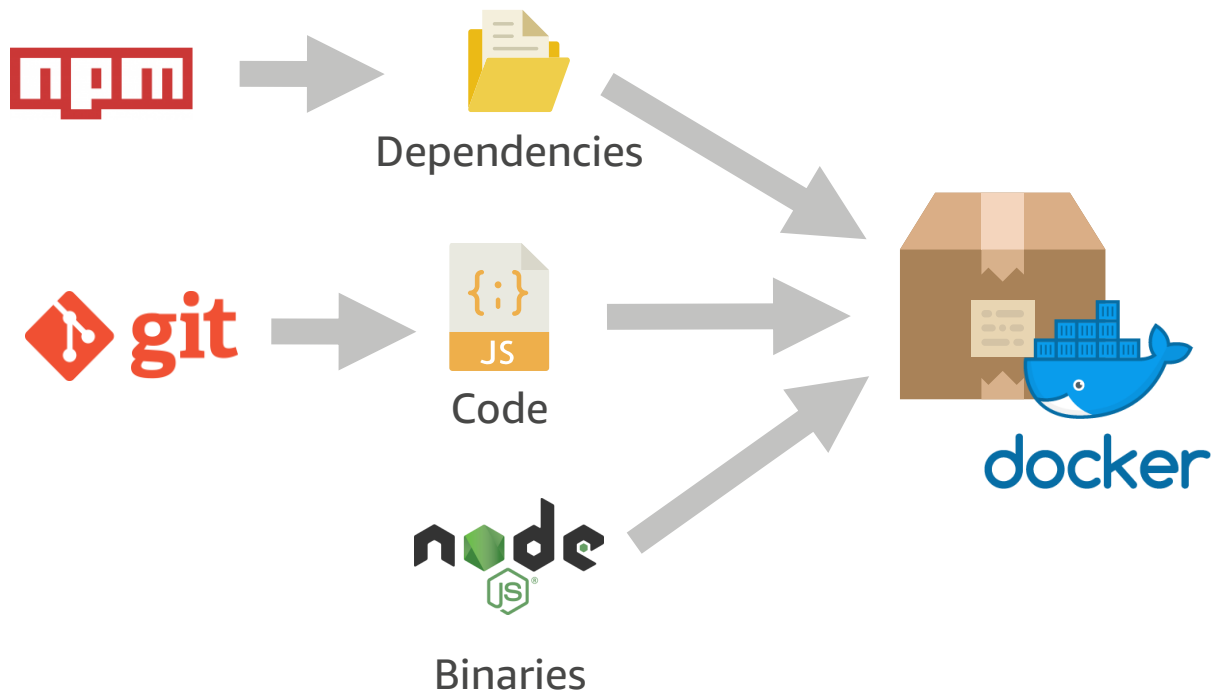 npm
Dependencies
git
JS
Code
docker
node
JS®
Binaries